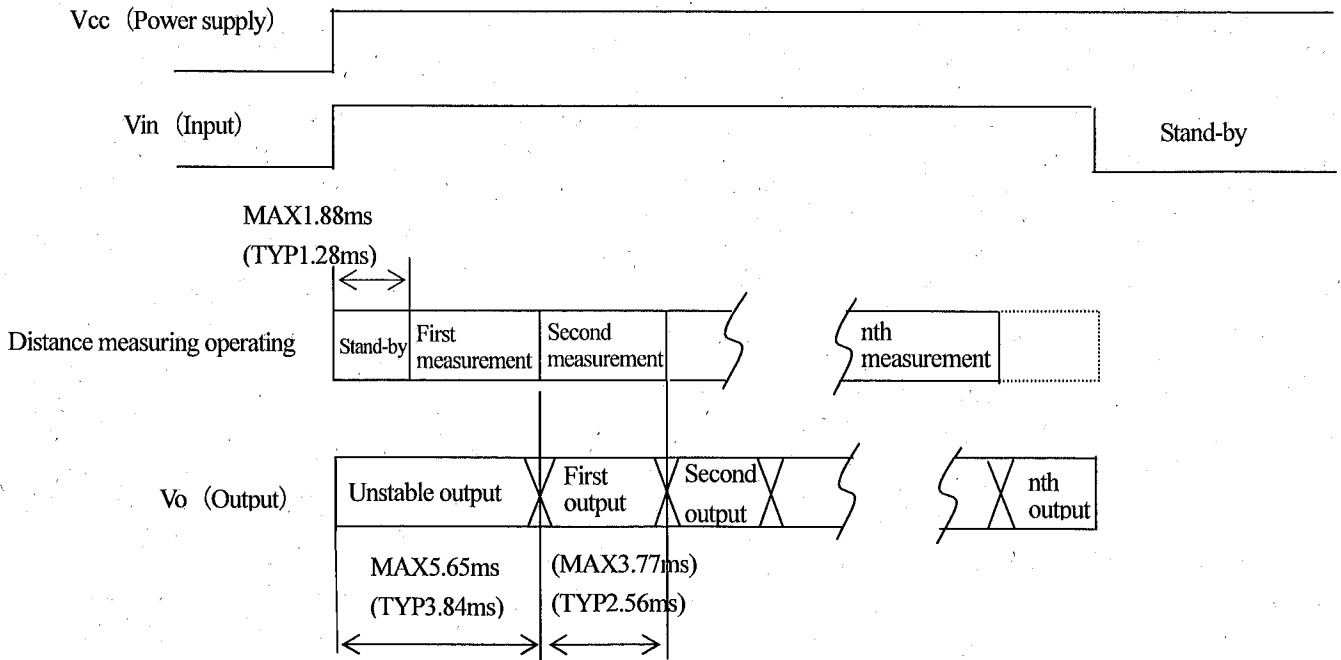 Vcc (Power supply)
Vin (Input)
Stand-by
MAX1.88ms
(TYP1.28ms)
Distance measuring operating
Stand-by
First
measurement
Second
measurement
nth
measurement
Vo (Output)
Unstable output
First
output
Second
output
nth
output
MAX5.65ms
(TYP3.84ms)
(MAX3.77ms)
(TYP2.56ms)